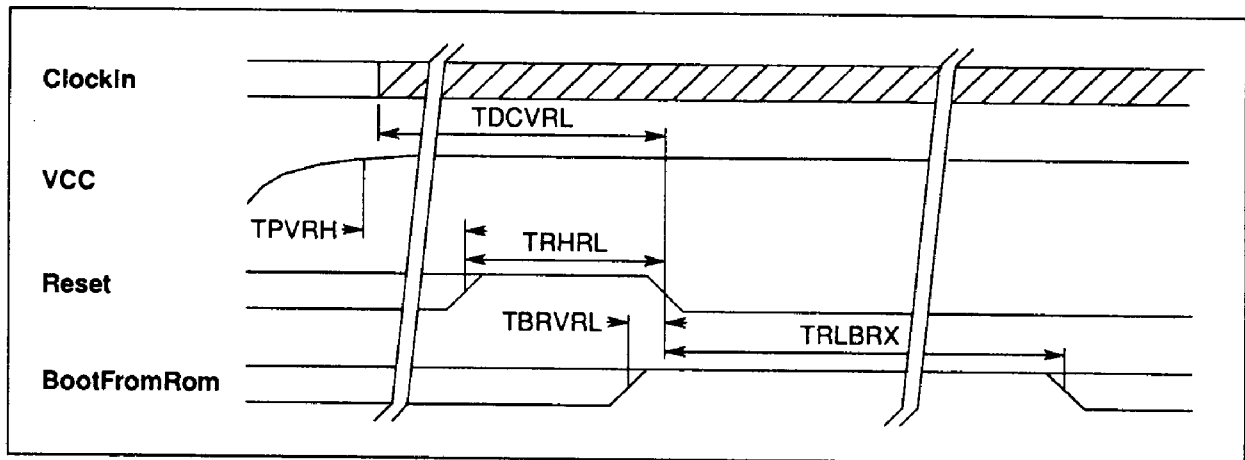 ClockIn
TDCVRL
VCC
TPVRH
TRHRL
Reset
TBRVRL
TRLBRX
BootFromRom